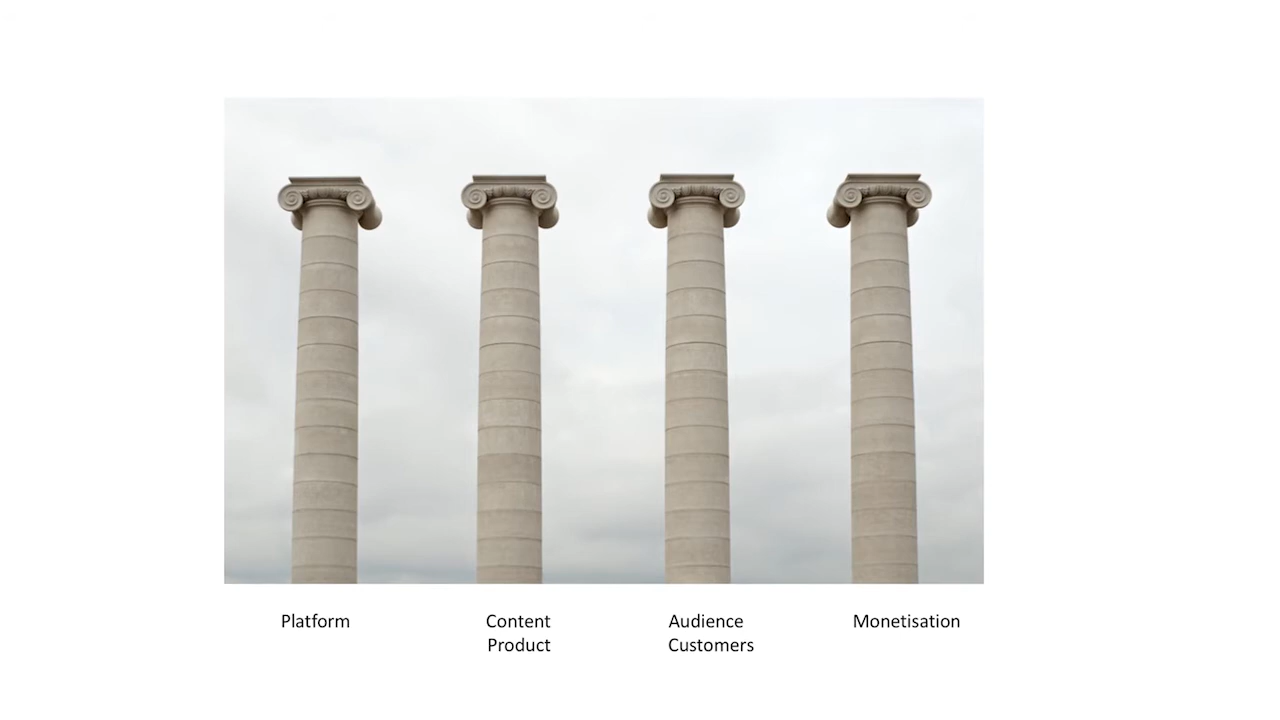 Platform
Content
Product
Audience
Customers
Monetisation